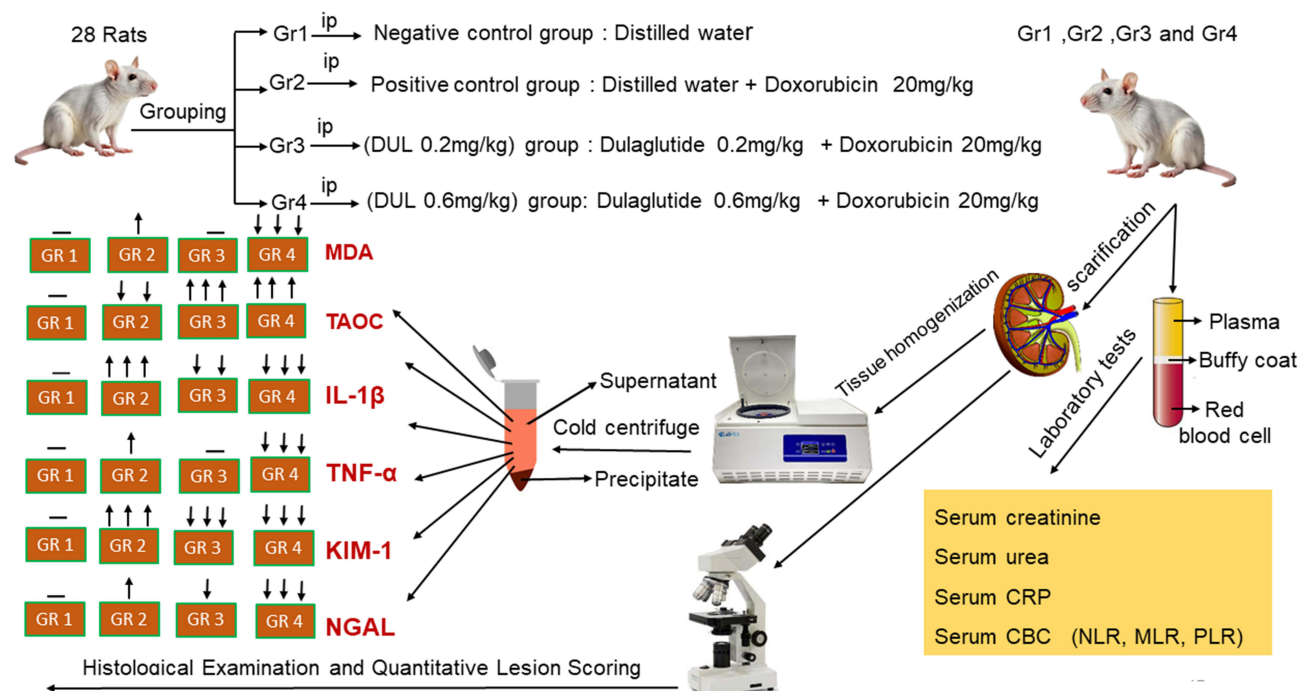 28 Rats
Grouping
Gr1
ip
Negative control group : Distilled water
Gr2
ip
Positive control group : Distilled water + Doxorubicin 20mg/kg
Gr3
ip
(DUL 0.2mg/kg) group : Dulaglutide 0.2mg/kg + Doxorubicin 20mg/kg
Gr4
ip
(DUL 0.6mg/kg) group: Dulaglutide 0.6mg/kg + Doxorubicin 20mg/kg
Gr1 ,Gr2 ,Gr3 and Gr4
GR 1 GR 2 GR 3 GR 4 MDA
GR 1 GR 2 GR 3 GR 4 TAOC
GR 1 GR 2 GR 3 GR 4 IL-1β
GR 1 GR 2 GR 3 GR 4 TNF-α
GR 1 GR 2 GR 3 GR 4 KIM-1
GR 1 GR 2 GR 3 GR 4 NGAL
Supernatant
Cold centrifuge
Precipitate
Tissue homogenization
scarification
Laboratory tests
Plasma
Buffy coat
Red
blood cell
Serum creatinine
Serum urea
Serum CRP
Serum CBC (NLR, MLR, PLR)
Histological Examination and Quantitative Lesion Scoring